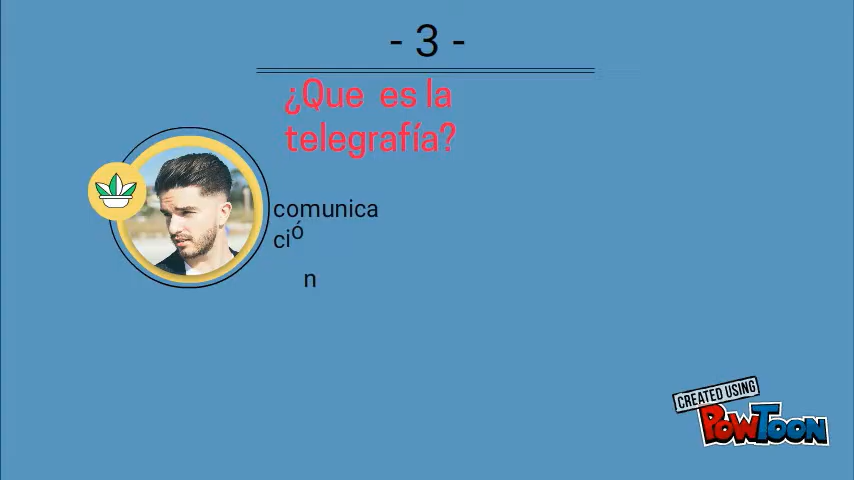 - 3 -
¿Que es la
telegrafía?
comunica
ció
n
CREATED USING
POWTOON